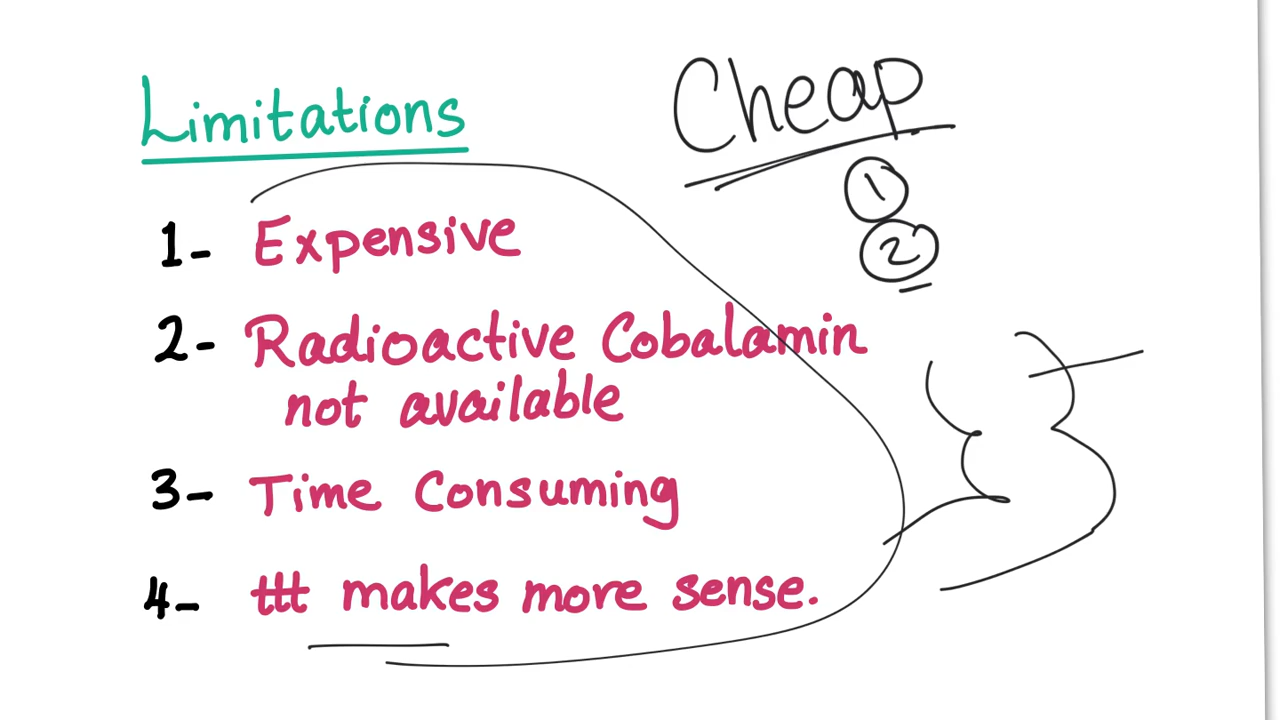 Limitations
Cheap
1
2
1- Expensive
2- Radioactive Cobalamin
not available
3- Time Consuming
4- ttt makes more sense.